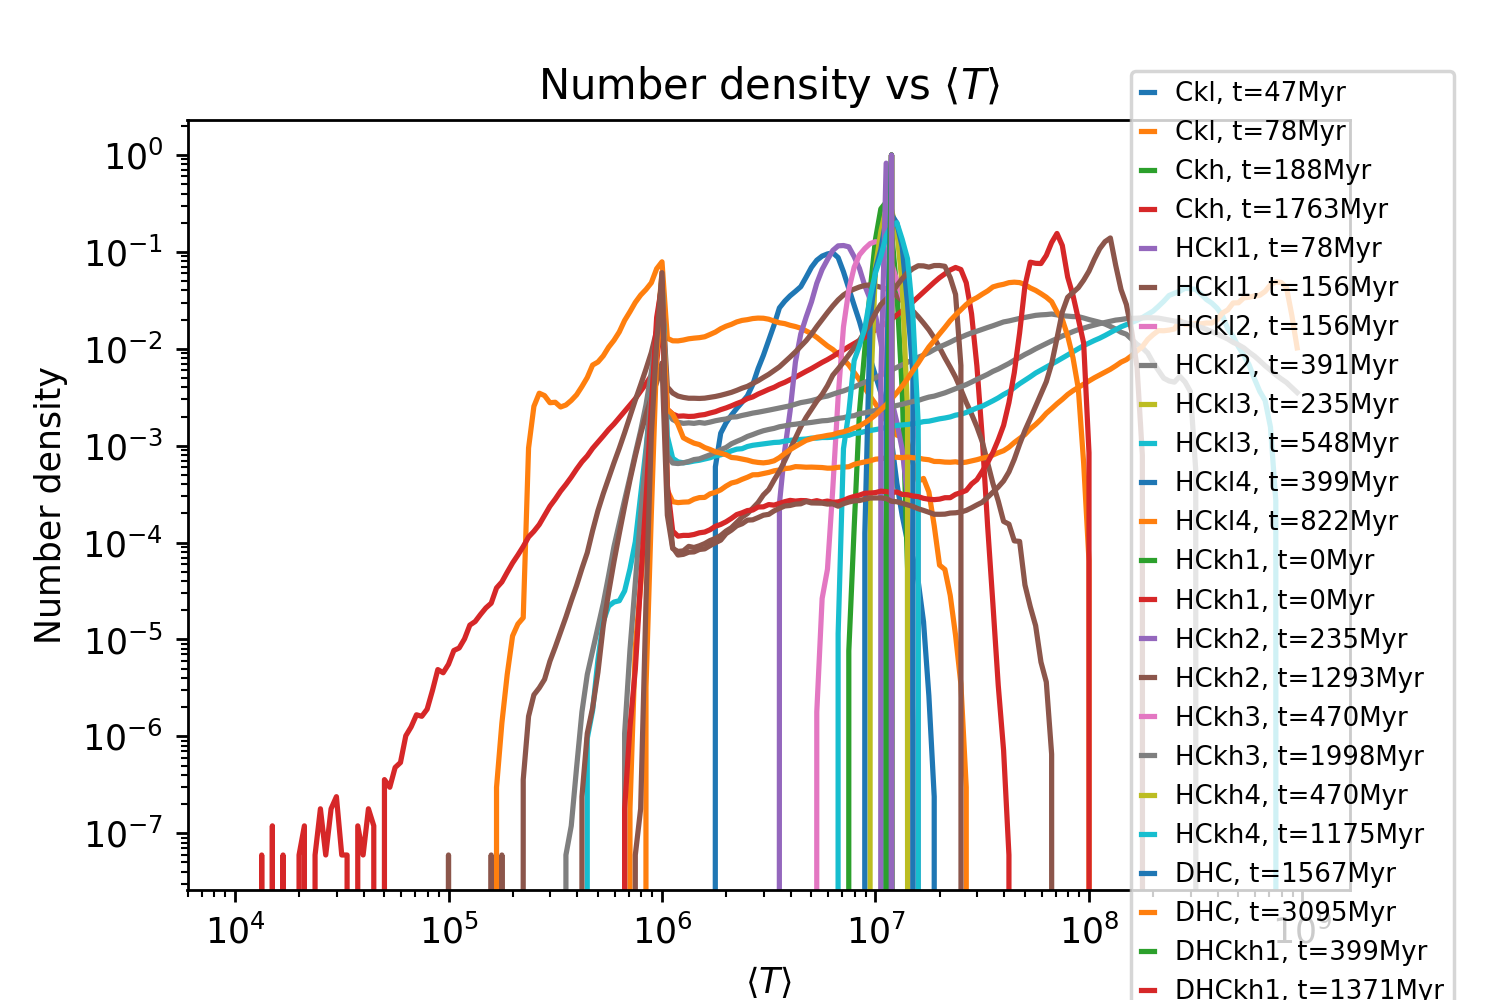 Number density vs ⟨T⟩
Number density
10⁰
10⁻¹
10⁻²
10⁻³
10⁻⁴
10⁻⁵
10⁻⁶
10⁻⁷
10⁴
10⁵
10⁶
10⁷
10⁸
10⁹
⟨T⟩
Ckl, t=47Myr
Ckl, t=78Myr
Ckh, t=188Myr
Ckh, t=1763Myr
HCkl1, t=78Myr
HCkl1, t=156Myr
HCkl2, t=156Myr
HCkl2, t=391Myr
HCkl3, t=235Myr
HCkl3, t=548Myr
HCkl4, t=399Myr
HCkl4, t=822Myr
HCkh1, t=0Myr
HCkh1, t=0Myr
HCkh2, t=235Myr
HCkh2, t=1293Myr
HCkh3, t=470Myr
HCkh3, t=1998Myr
HCkh4, t=470Myr
HCkh4, t=1175Myr
DHC, t=1567Myr
DHC, t=3095Myr
DHCkh1, t=399Myr
DHCkh1, t=1371Myr